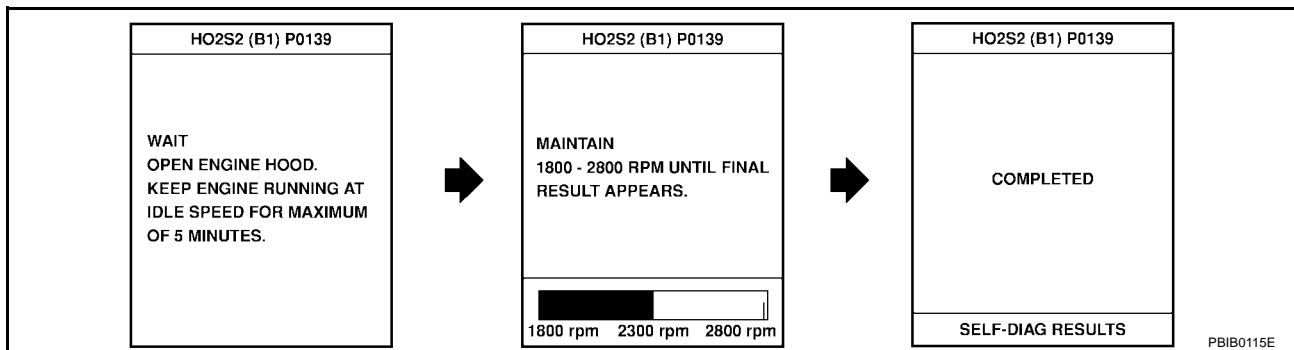 HO2S2 (B1) P0139
WAIT
OPEN ENGINE HOOD.
KEEP ENGINE RUNNING AT
IDLE SPEED FOR MAXIMUM
OF 5 MINUTES.
HO2S2 (B1) P0139
MAINTAIN
1800 - 2800 RPM UNTIL FINAL
RESULT APPEARS.
1800 rpm 2300 rpm 2800 rpm
HO2S2 (B1) P0139
COMPLETED
SELF-DIAG RESULTS
PBIB0115E